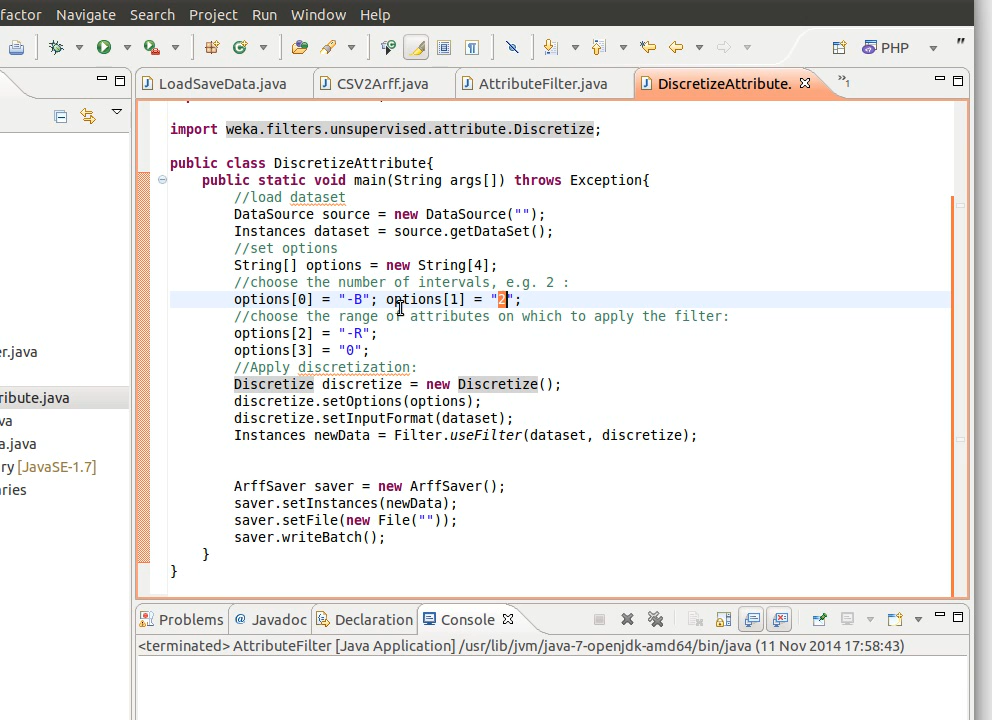 factor Navigate Search Project Run Window Help
PHP "
LoadSaveData.java CSV2Arff.java AttributeFilter.java DiscretizeAttribute. »1
import weka.filters.unsupervised.attribute.Discretize;
public class DiscretizeAttribute{
public static void main(String args[]) throws Exception{
//load dataset
DataSource source = new DataSource("");
Instances dataset = source.getDataSet();
//set options
String[] options = new String[4];
//choose the number of intervals, e.g. 2 :
options[0] = "-B"; options[1] = "2";
//choose the range of attributes on which to apply the filter:
options[2] = "-R";
options[3] = "0";
//Apply discretization:
Discretize discretize = new Discretize();
discretize.setOptions(options);
discretize.setInputFormat(dataset);
Instances newData = Filter.useFilter(dataset, discretize);
ArffSaver saver = new ArffSaver();
saver.setInstances(newData);
saver.setFile(new File(""));
saver.writeBatch();
}
}
er.java
ribute.java
va
a.java
ry [JavaSE-1.7]
aries
Problems @ Javadoc Declaration Console
<terminated> AttributeFilter [Java Application] /usr/lib/jvm/java-7-openjdk-amd64/bin/java (11 Nov 2014 17:58:43)